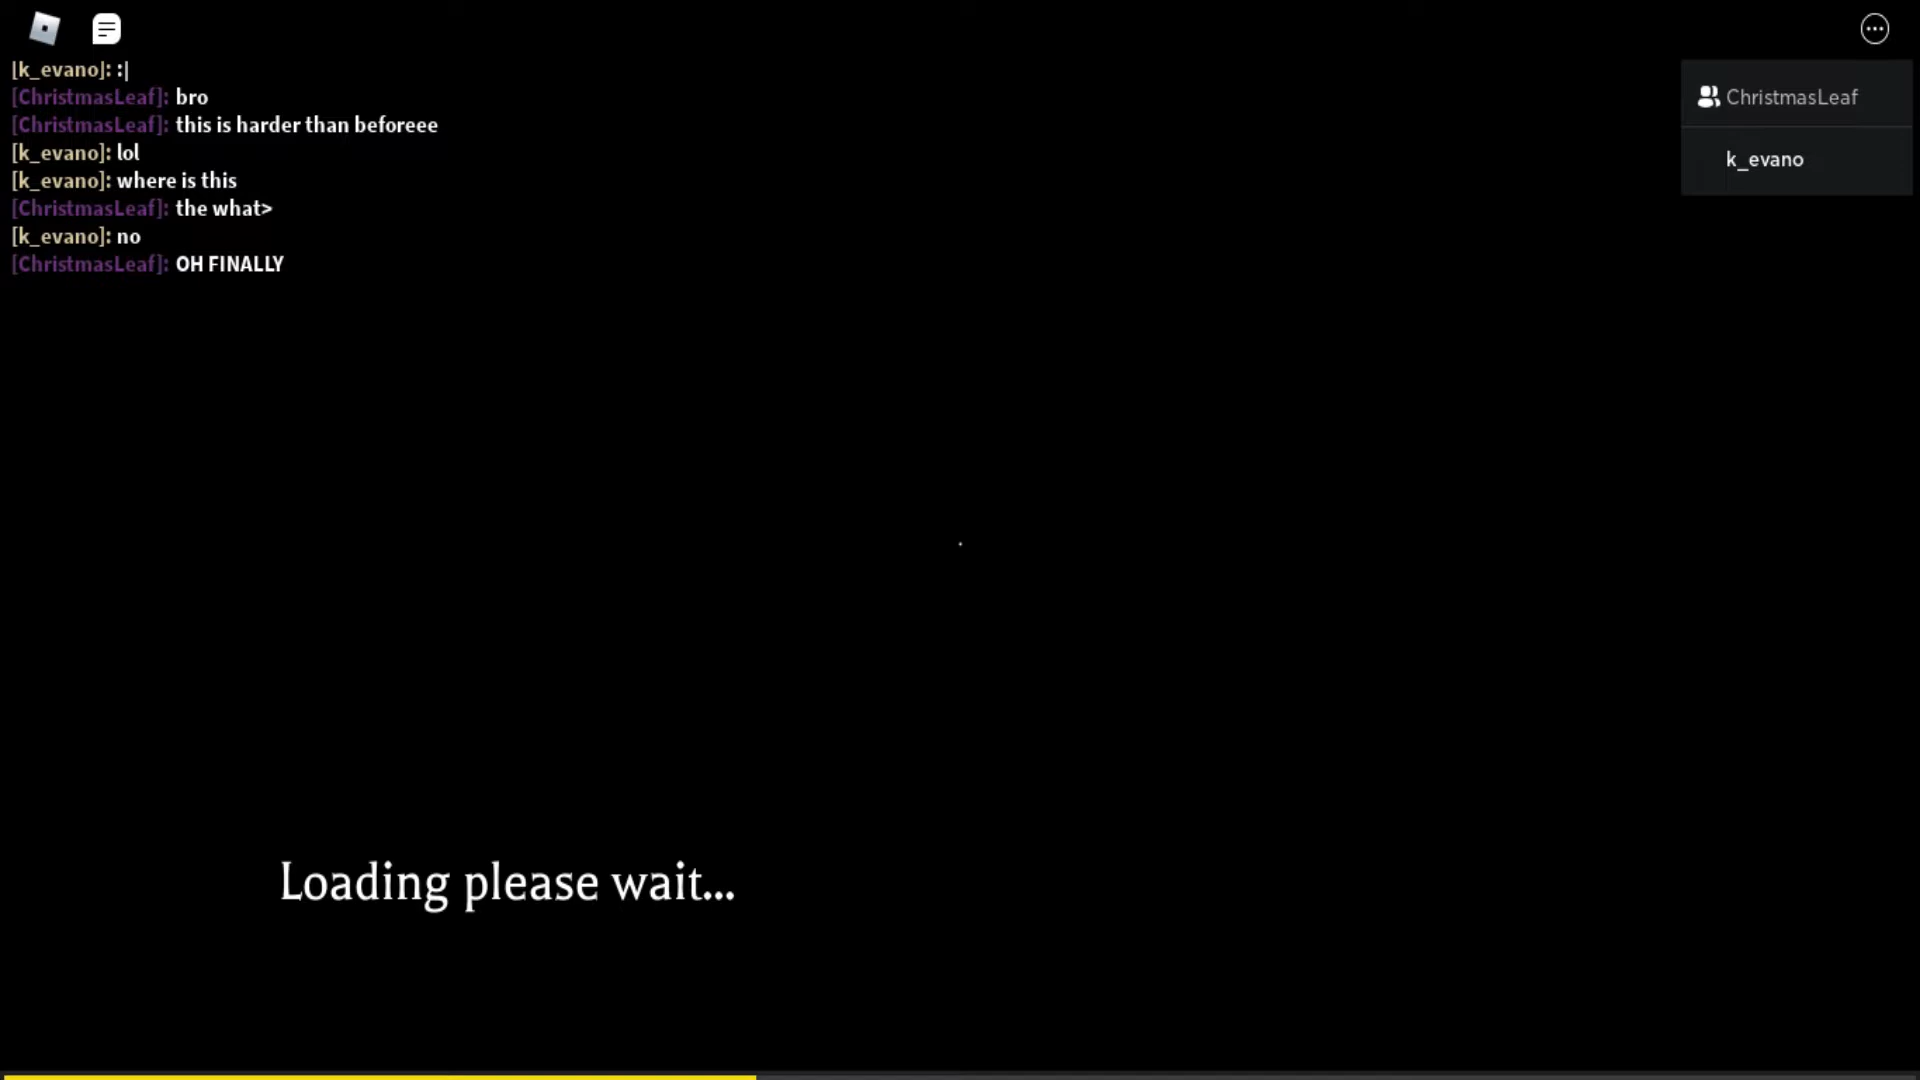 [k_evano]: :|
[ChristmasLeaf]: bro
[ChristmasLeaf]: this is harder than beforeee
[k_evano]: lol
[k_evano]: where is this
[ChristmasLeaf]: the what>
[k_evano]: no
[ChristmasLeaf]: OH FINALLY
ChristmasLeaf
k_evano
Loading please wait...